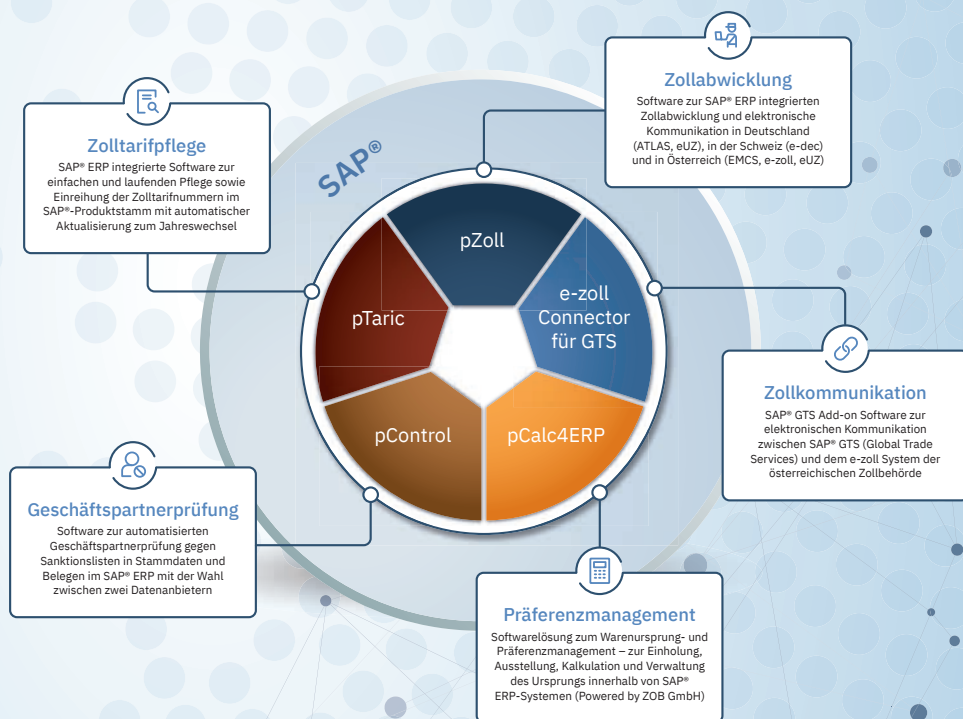 Zollabwicklung
Software zur SAP® ERP integrierten
Zollabwicklung und elektronische
Kommunikation in Deutschland
(ATLAS, eUZ), in der Schweiz (e-dec)
und in Österreich (EMCS, e-zoll, eUZ)
Zolltarifpflege
SAP® ERP integrierte Software zur
einfachen und laufenden Pflege sowie
Einreihung der Zolltarifnummern im
SAP®-Produktstamm mit automatischer
Aktualisierung zum Jahreswechsel
SAP®
pZoll
e-zoll
Connector
für GTS
pTaric
pControl
pCalc4ERP
Zollkommunikation
SAP® GTS Add-on Software zur
elektronischen Kommunikation
zwischen SAP® GTS (Global Trade
Services) und dem e-zoll System der
österreichischen Zollbehörde
Geschäftspartnerprüfung
Software zur automatisierten
Geschäftspartnerprüfung gegen
Sanktionslisten in Stammdaten und
Belegen im SAP® ERP mit der Wahl
zwischen zwei Datenanbietern
Präferenzmanagement
Softwarelösung zum Warenursprung- und
Präferenzmanagement – zur Einholung,
Ausstellung, Kalkulation und Verwaltung
des Ursprungs innerhalb von SAP®
ERP-Systemen (Powered by ZOB GmbH)